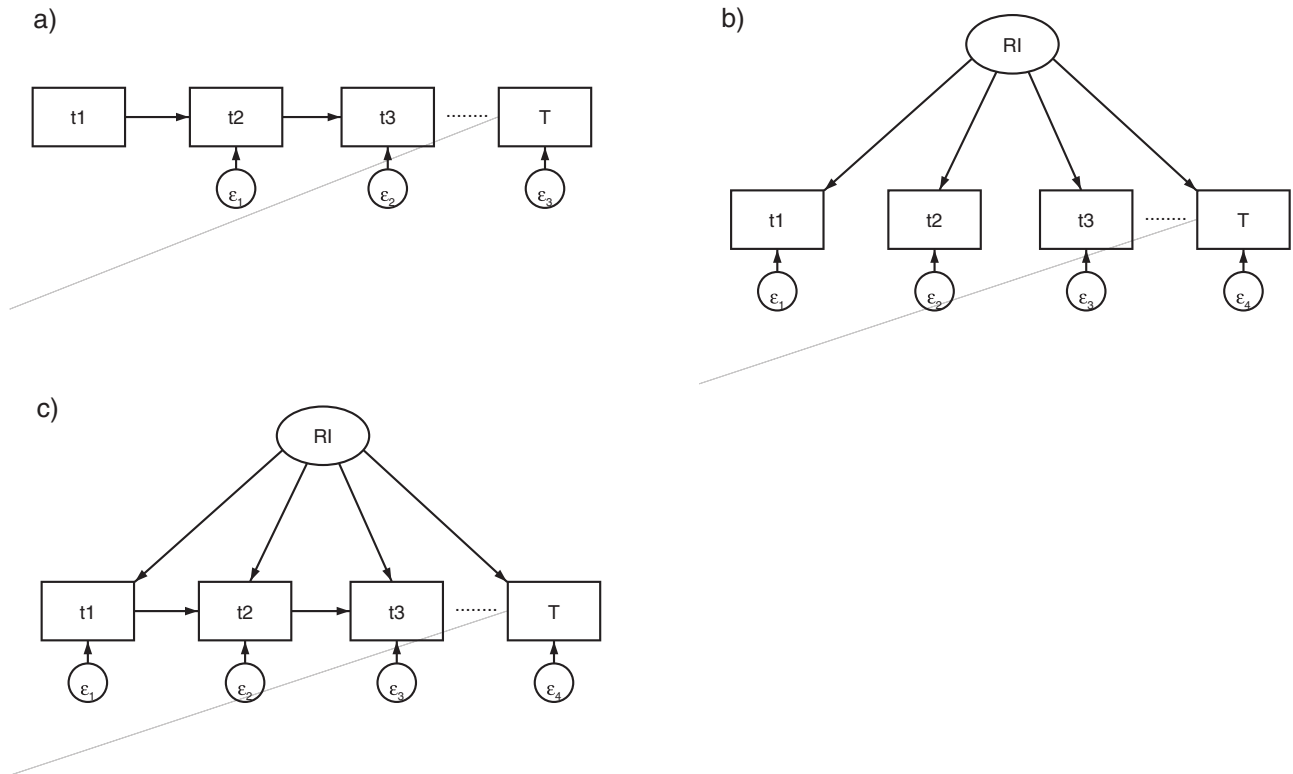 a)
t1 t2 t3 ........ T
ε1 ε2 ε3
b)
RI
t1 t2 t3 ........ T
ε1 ε2 ε3 ε4
c)
RI
t1 t2 t3 ........ T
ε1 ε2 ε3 ε4